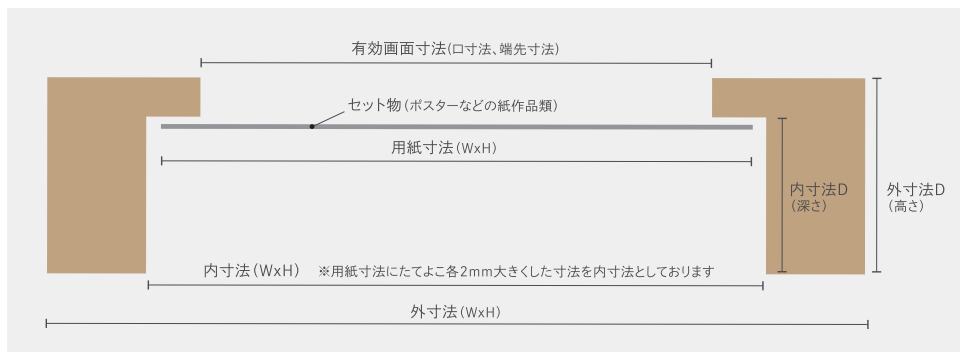 有効画面寸法(口寸法、端先寸法)
セット物(ポスターなどの紙作品類)
用紙寸法(WxH)
内寸法D
(深さ)
外寸法D
(高さ)
内寸法(WxH) ※用紙寸法にたてよこ各2mm大きくした寸法を内寸法としております
外寸法(WxH)